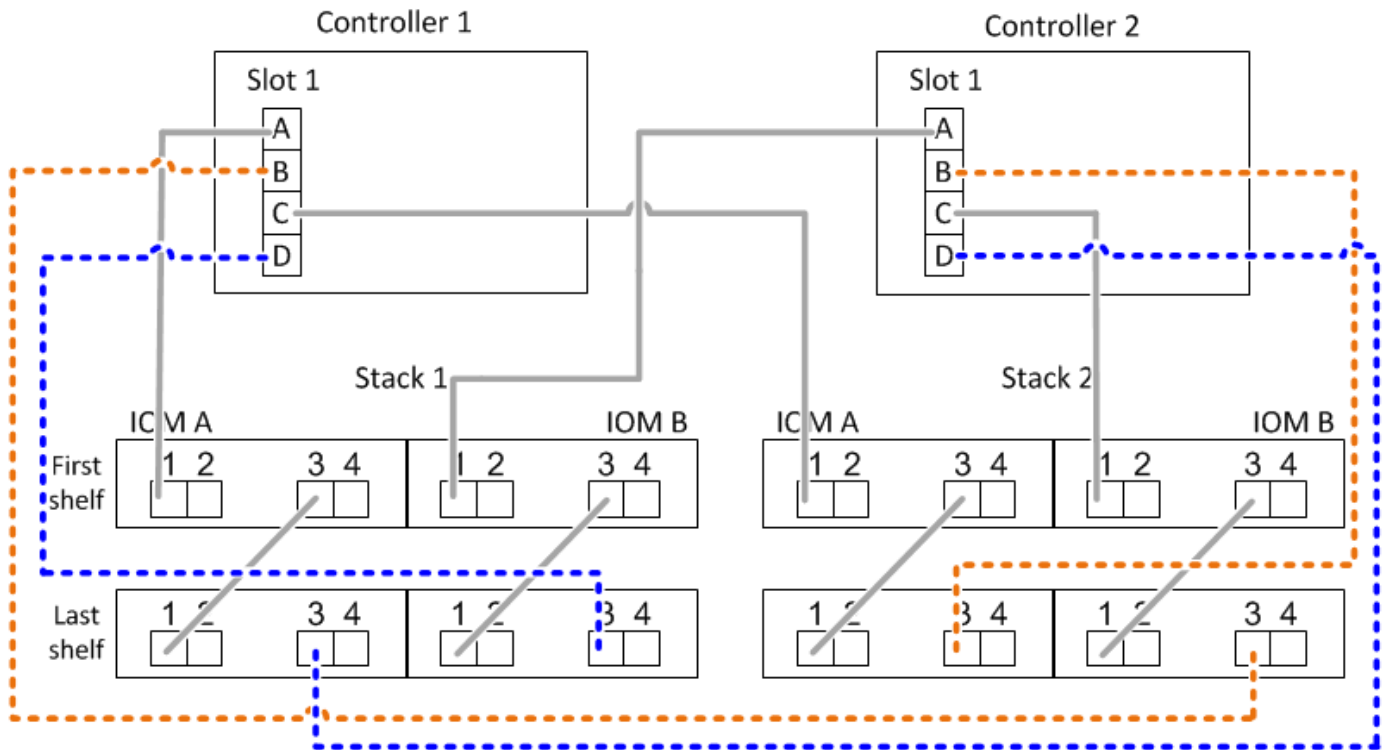 Controller 1
Controller 2
Slot 1
Slot 1
A
A
B
B
C
C
D
D
Stack 1
Stack 2
IOM A
IOM B
IOM A
IOM B
First shelf
1 2 3 4 1 2 3 4
1 2 3 4 1 2 3 4
Last shelf
1 2 3 4 1 2 3 4
1 2 3 4 1 2 3 4